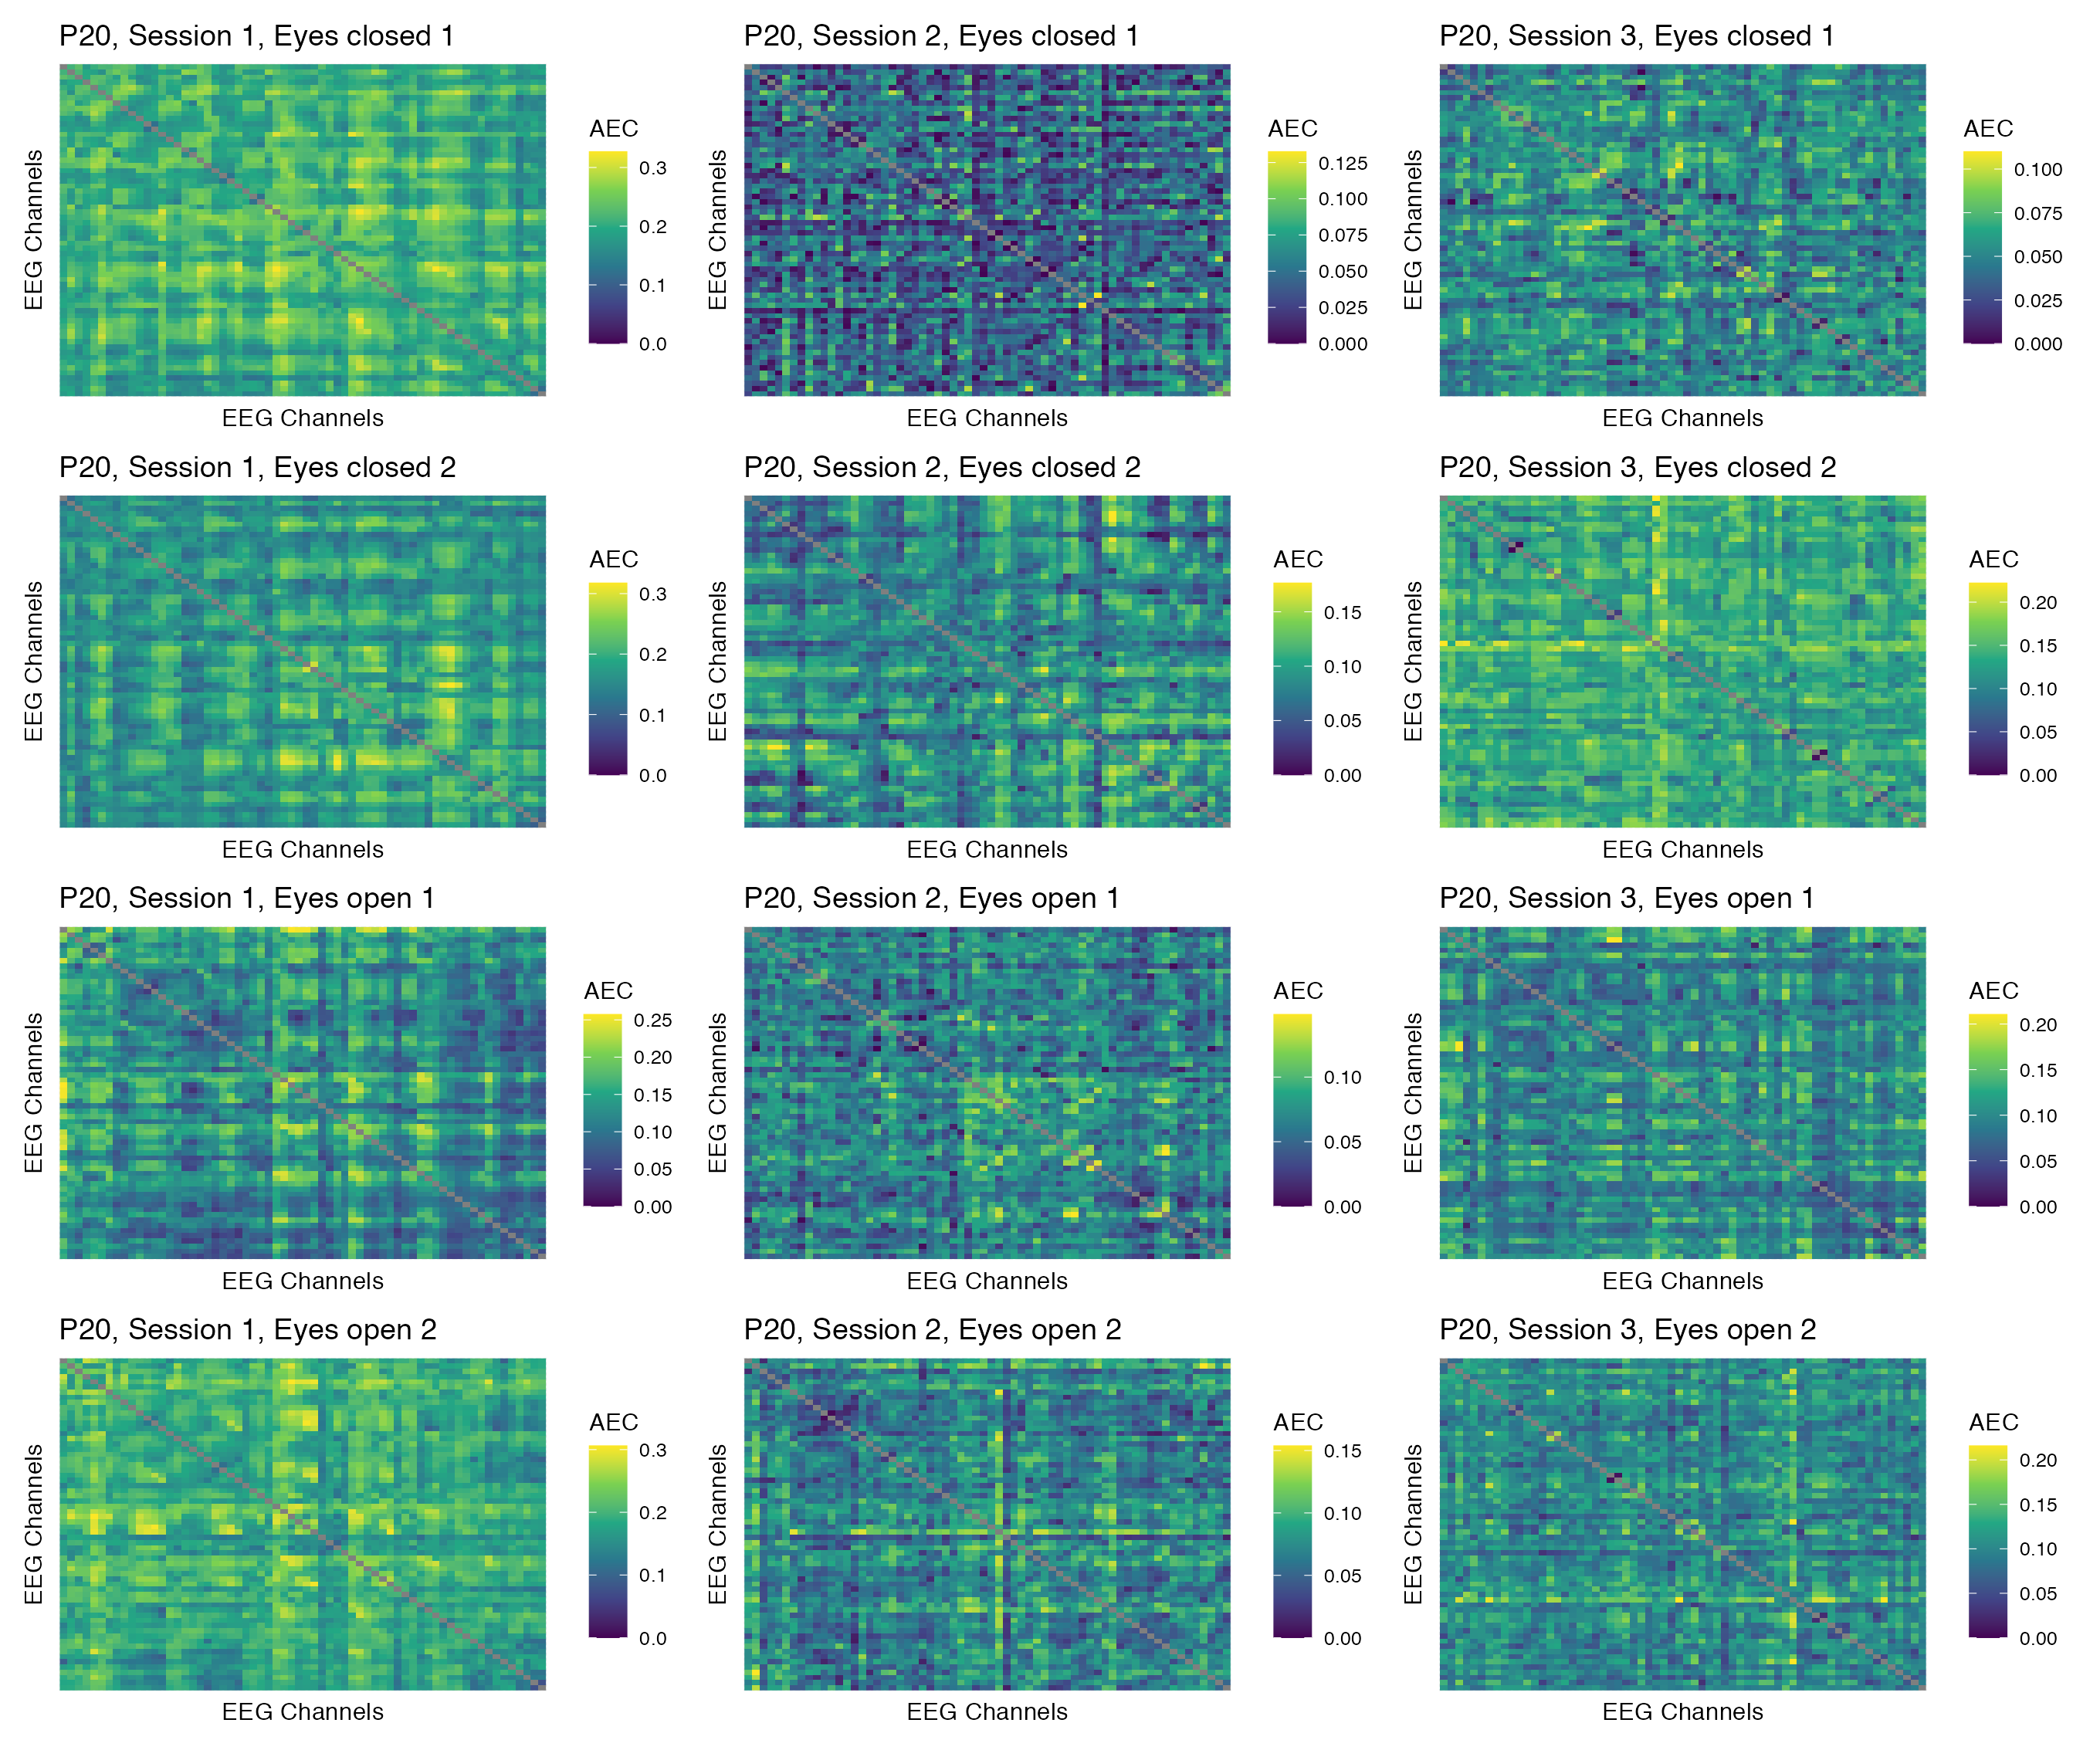 P20, Session 1, Eyes closed 1
P20, Session 2, Eyes closed 1
P20, Session 3, Eyes closed 1
EEG Channels
EEG Channels
AEC
0.3
0.2
0.1
0.0
EEG Channels
EEG Channels
AEC
0.125
0.100
0.075
0.050
0.025
0.000
EEG Channels
EEG Channels
AEC
0.100
0.075
0.050
0.025
0.000
P20, Session 1, Eyes closed 2
P20, Session 2, Eyes closed 2
P20, Session 3, Eyes closed 2
EEG Channels
EEG Channels
AEC
0.3
0.2
0.1
0.0
EEG Channels
EEG Channels
AEC
0.15
0.10
0.05
0.00
EEG Channels
EEG Channels
AEC
0.20
0.15
0.10
0.05
0.00
P20, Session 1, Eyes open 1
P20, Session 2, Eyes open 1
P20, Session 3, Eyes open 1
EEG Channels
EEG Channels
AEC
0.25
0.20
0.15
0.10
0.05
0.00
EEG Channels
EEG Channels
AEC
0.10
0.05
0.00
EEG Channels
EEG Channels
AEC
0.20
0.15
0.10
0.05
0.00
P20, Session 1, Eyes open 2
P20, Session 2, Eyes open 2
P20, Session 3, Eyes open 2
EEG Channels
EEG Channels
AEC
0.3
0.2
0.1
0.0
EEG Channels
EEG Channels
AEC
0.15
0.10
0.05
0.00
EEG Channels
EEG Channels
AEC
0.20
0.15
0.10
0.05
0.00